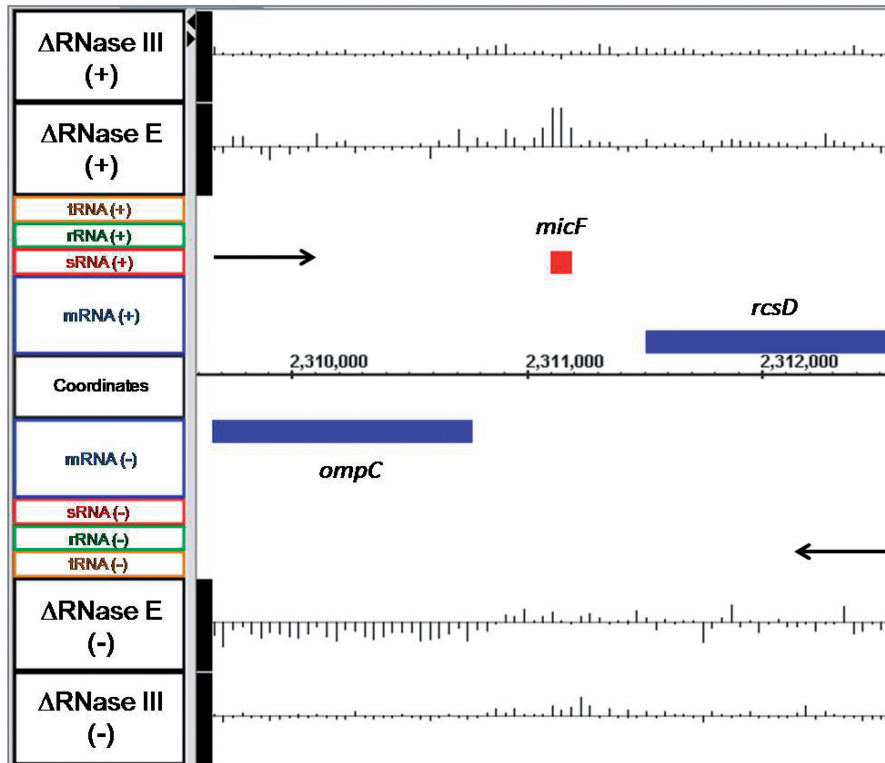 ΔRNase III
(+)
ΔRNase E
(+)
tRNA (+)
rRNA (+)
sRNA (+)
micF
mRNA (+)
rcsD
Coordinates
2,310,000 2,311,000 2,312,000
mRNA (-)
ompC
sRNA (-)
rRNA (-)
tRNA (-)
ΔRNase E
(-)
ΔRNase III
(-)